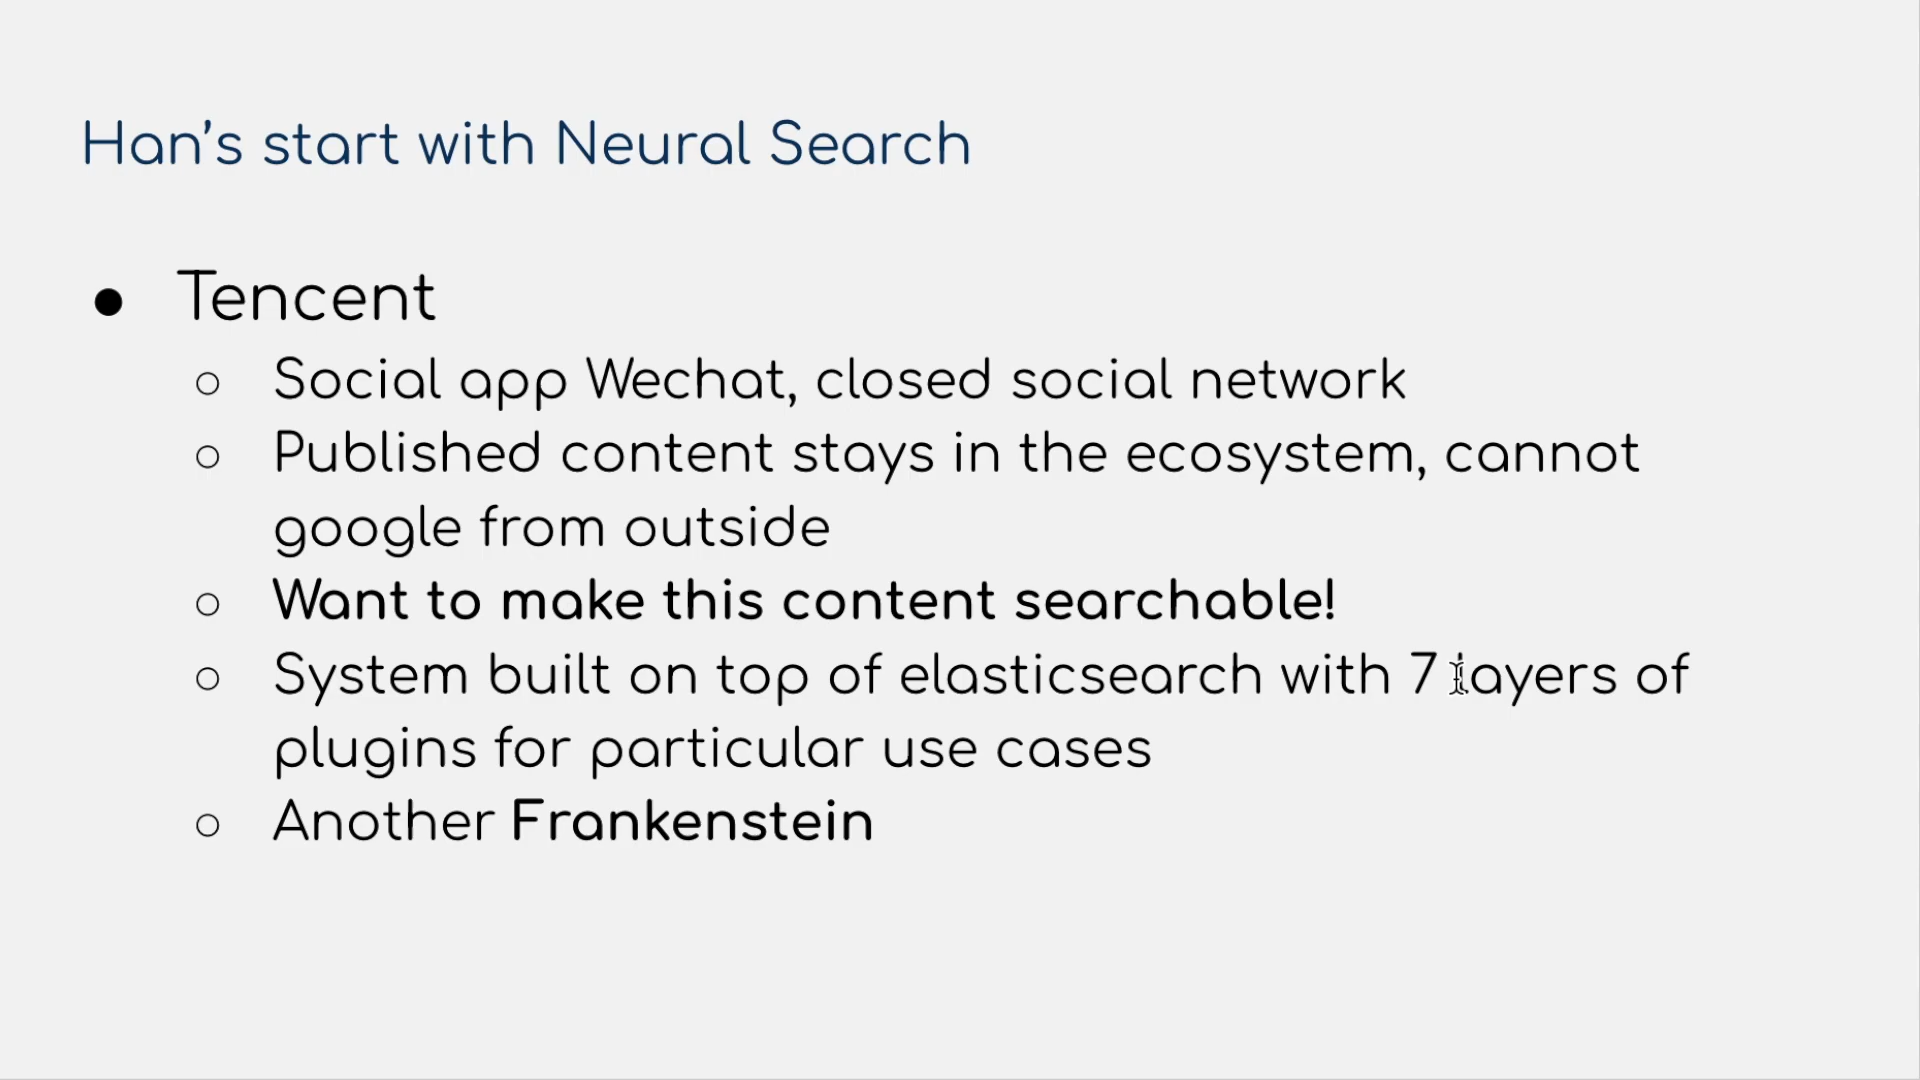 Han's start with Neural Search
● Tencent
○ Social app Wechat, closed social network
○ Published content stays in the ecosystem, cannot
google from outside
○ Want to make this content searchable!
○ System built on top of elasticsearch with 7 layers of
plugins for particular use cases
○ Another Frankenstein